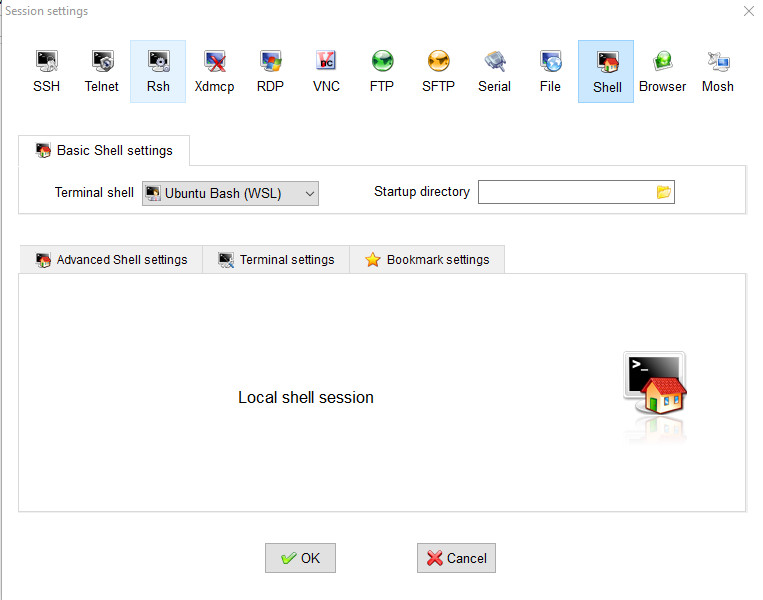 Session settings
SSH Telnet Rsh Xdmcp RDP VNC FTP SFTP Serial File Shell Browser Mosh
Basic Shell settings
Terminal shell Ubuntu Bash (WSL) Startup directory
Advanced Shell settings Terminal settings Bookmark settings
Local shell session
OK Cancel